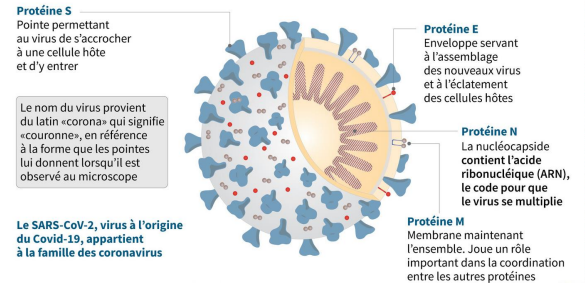 Protéine S
Pointe permettant
au virus de s’accrocher
à une cellule hôte
et d’y entrer
Le nom du virus provient
du latin «corona» qui signifie
«couronne», en référence
à la forme que les pointes
lui donnent lorsqu’il est
observé au microscope
Le SARS-CoV-2, virus à l’origine
du Covid-19, appartient
à la famille des coronavirus
Protéine E
Enveloppe servant
à l’assemblage
des nouveaux virus
et à l’éclatement
des cellules hôtes
Protéine N
La nucléocapside
contient l’acide
ribonucléique (ARN),
le code pour que
le virus se multiplie
Protéine M
Membrane maintenant
l’ensemble. Joue un rôle
important dans la coordination
entre les autres protéines